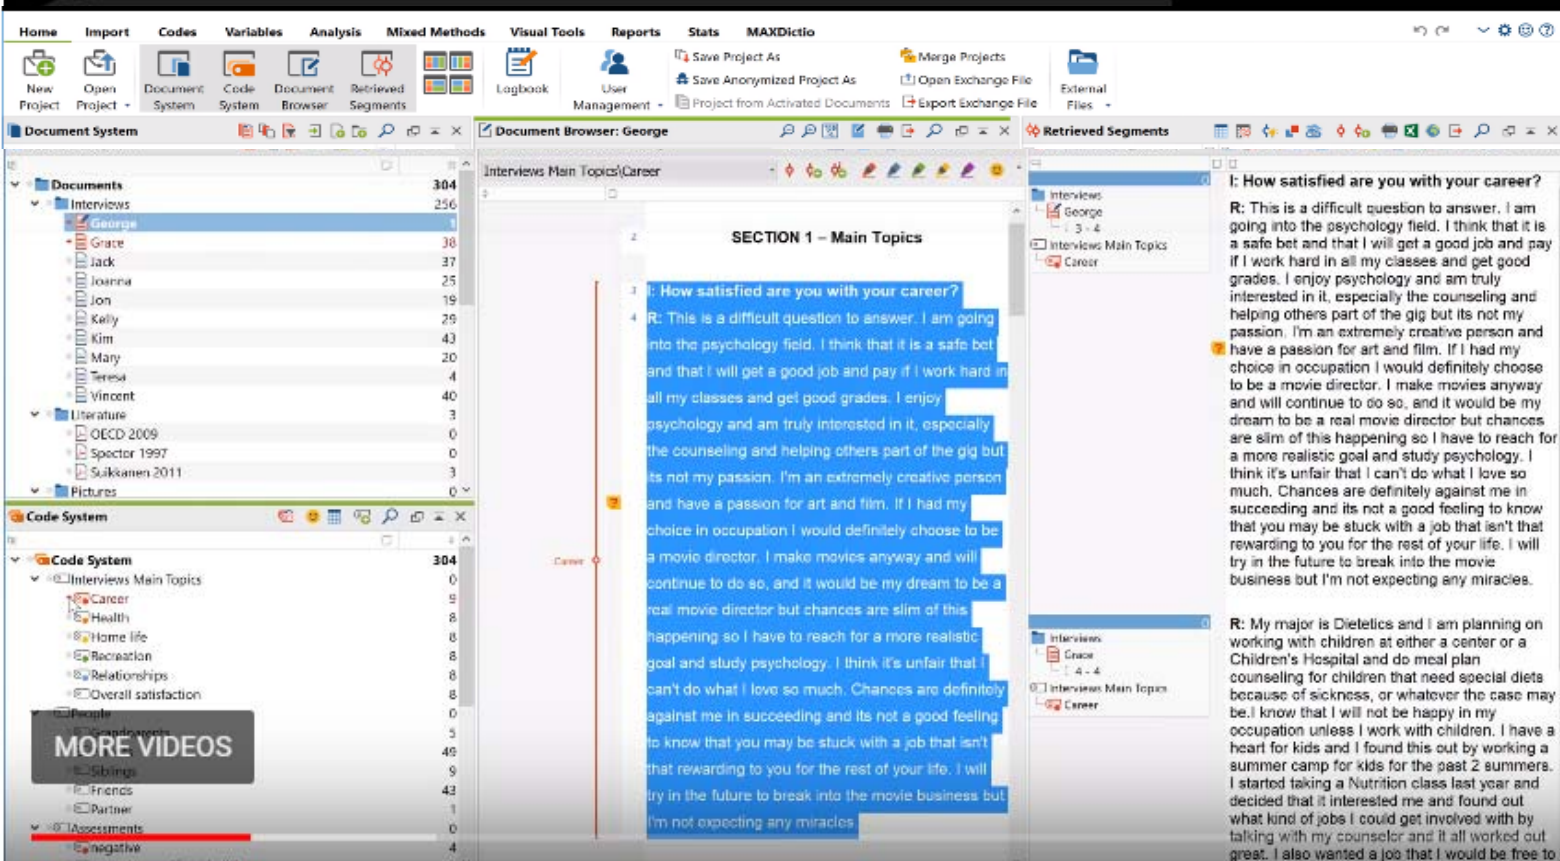 Home Import Codes Variables Analysis Mixed Methods Visual Tools Reports Stats MAXDictio
New Project
Open Project
Document System
Code System
Document Browser
Retrieved Segments
Logbook
User Management
Save Project As
Save Anonymized Project As
Project from Activated Documents
Merge Projects
Open Exchange File
Export Exchange File
External Files
Document System
Documents 304
Interviews 256
George 1
Grace 38
Jack 37
Joanna 25
Jon 19
Kelly 29
Kim 43
Mary 20
Teresa 4
Vincent 40
Literature 3
OECD 2009 0
Spector 1997 0
Suikkanen 2011 3
Pictures 0
Code System
Code System 304
Interviews Main Topics 0
Career 9
Health 8
Home life 8
Recreation 8
Relationships 8
Overall satisfaction 8
People 0
Grandparents 5
49
Siblings 9
Friends 43
Partner 1
Assessments 0
negative 4
MORE VIDEOS
Document Browser: George
Interviews Main Topics\Career
2 SECTION 1 – Main Topics
3 I: How satisfied are you with your career?
4 R: This is a difficult question to answer. I am going
into the psychology field. I think that it is a safe bet
and that I will get a good job and pay if I work hard in
all my classes and get good grades. I enjoy
psychology and am truly interested in it, especially
the counseling and helping others part of the gig but
its not my passion. I'm an extremely creative person
and have a passion for art and film. If I had my
choice in occupation I would definitely choose to be
a movie director. I make movies anyway and will
continue to do so, and it would be my dream to be a
real movie director but chances are slim of this
happening so I have to reach for a more realistic
goal and study psychology. I think it's unfair that I
can't do what I love so much. Chances are definitely
against me in succeeding and its not a good feeling
to know that you may be stuck with a job that isn't
that rewarding to you for the rest of your life. I will
try in the future to break into the movie business but
I'm not expecting any miracles.
Career
Retrieved Segments
Interviews
George
3 - 4
Interviews Main Topics
Career
I: How satisfied are you with your career?
R: This is a difficult question to answer. I am
going into the psychology field. I think that it is
a safe bet and that I will get a good job and pay
if I work hard in all my classes and get good
grades. I enjoy psychology and am truly
interested in it, especially the counseling and
helping others part of the gig but its not my
passion. I'm an extremely creative person and
have a passion for art and film. If I had my
choice in occupation I would definitely choose
to be a movie director. I make movies anyway
and will continue to do so, and it would be my
dream to be a real movie director but chances
are slim of this happening so I have to reach for
a more realistic goal and study psychology. I
think it's unfair that I can't do what I love so
much. Chances are definitely against me in
succeeding and its not a good feeling to know
that you may be stuck with a job that isn't that
rewarding to you for the rest of your life. I will
try in the future to break into the movie
business but I'm not expecting any miracles.
Interviews
Grace
4 - 4
Interviews Main Topics
Career
R: My major is Dietetics and I am planning on
working with children at either a center or a
Children's Hospital and do meal plan
counseling for children that need special diets
because of sickness, or whatever the case may
be.I know that I will not be happy in my
occupation unless I work with children. I have a
heart for kids and I found this out by working a
summer camp for kids for the past 2 summers.
I started taking a Nutrition class last year and
decided that it interested me and found out
what kind of jobs I could get involved with by
talking with my counselor and it all worked out
great. I also wanted a job that I would be free to